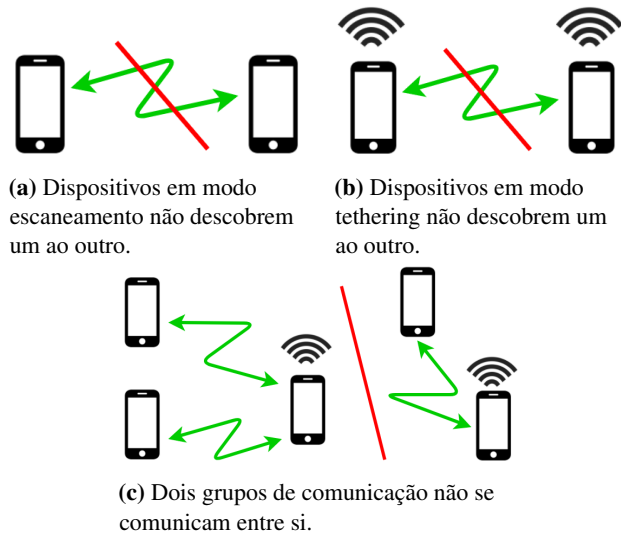 (a) Dispositivos em modo
escaneamento não descobrem
um ao outro.
(b) Dispositivos em modo
tethering não descobrem um
ao outro.
(c) Dois grupos de comunicação não se
comunicam entre si.